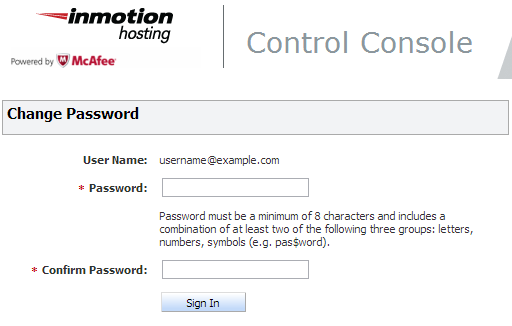 inmotion
hosting
Powered by McAfee
Control Console
Change Password
User Name: username@example.com
* Password:
Password must be a minimum of 8 characters and includes a
combination of at least two of the following three groups: letters,
numbers, symbols (e.g. pas$word).
* Confirm Password:
Sign In